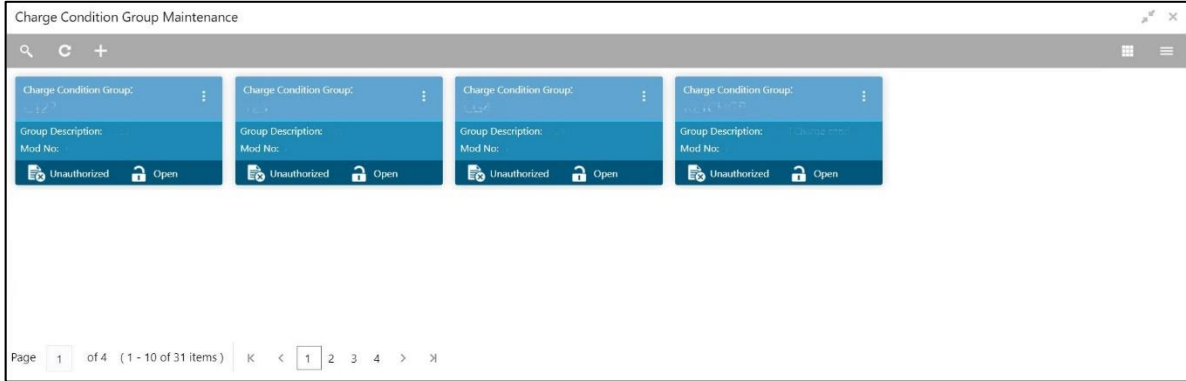 Charge Condition Group Maintenance
Charge Condition Group: Charge Condition Group: Charge Condition Group: Charge Condition Group:
Group Description: Group Description: Group Description: Group Description:
Mod No: Mod No: Mod No: Mod No:
Unauthorized Open Unauthorized Open Unauthorized Open Unauthorized Open
Page 1 of 4 ( 1 - 10 of 31 items ) 1 2 3 4